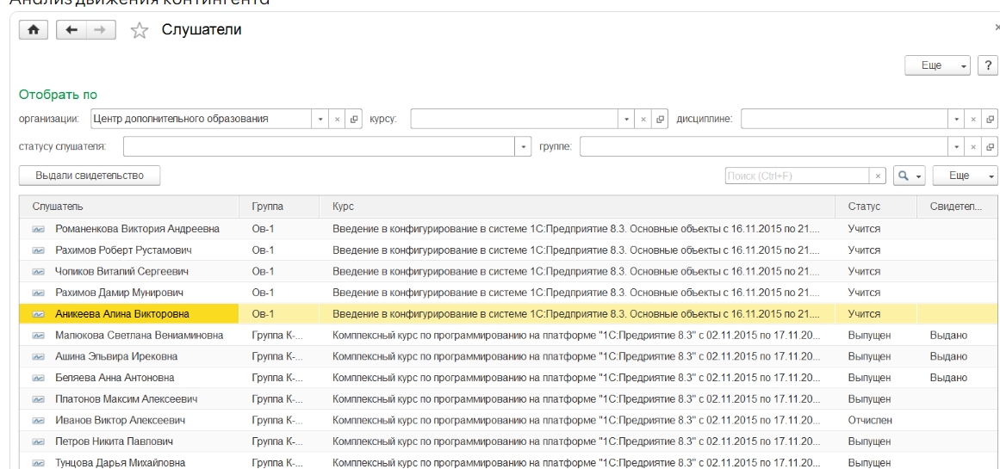 Анализ движения контингента
Слушатели
Еще ?
Отобрать по
организации: Центр дополнительного образования курсу: дисциплине:
статусу слушателя: группе:
Выдали свидетельство Поиск (Ctrl+F) Еще
Слушатель Группа Курс Статус Свидетел...
Романенкова Виктория Андреевна Ов-1 Введение в конфигурирование в системе 1С:Предприятие 8.3. Основные объекты с 16.11.2015 по 21.... Учится
Рахимов Роберт Рустамович Ов-1 Введение в конфигурирование в системе 1С:Предприятие 8.3. Основные объекты с 16.11.2015 по 21.... Учится
Чопиков Виталий Сергеевич Ов-1 Введение в конфигурирование в системе 1С:Предприятие 8.3. Основные объекты с 16.11.2015 по 21.... Учится
Рахимов Дамир Мунирович Ов-1 Введение в конфигурирование в системе 1С:Предприятие 8.3. Основные объекты с 16.11.2015 по 21.... Учится
Аникеева Алина Викторовна Ов-1 Введение в конфигурирование в системе 1С:Предприятие 8.3. Основные объекты с 16.11.2015 по 21.... Учится
Малюкова Светлана Вениаминовна Группа К-... Комплексный курс по программированию на платформе "1С:Предприятие 8.3" с 02.11.2015 по 17.11.20... Выпущен Выдано
Ашина Эльвира Ирековна Группа К-... Комплексный курс по программированию на платформе "1С:Предприятие 8.3" с 02.11.2015 по 17.11.20... Выпущен Выдано
Беляева Анна Антоновна Группа К-... Комплексный курс по программированию на платформе "1С:Предприятие 8.3" с 02.11.2015 по 17.11.20... Выпущен Выдано
Платонов Максим Алексеевич Группа К-... Комплексный курс по программированию на платформе "1С:Предприятие 8.3" с 02.11.2015 по 17.11.20... Выпущен
Иванов Виктор Алексеевич Группа К-... Комплексный курс по программированию на платформе "1С:Предприятие 8.3" с 02.11.2015 по 17.11.20... Отчислен
Петров Никита Павлович Группа К-... Комплексный курс по программированию на платформе "1С:Предприятие 8.3" с 02.11.2015 по 17.11.20... Выпущен
Тунцова Дарья Михайловна Группа К-... Комплексный курс по программированию на платформе "1С:Предприятие 8.3" с 02.11.2015 по 17.11.20... Выпущен